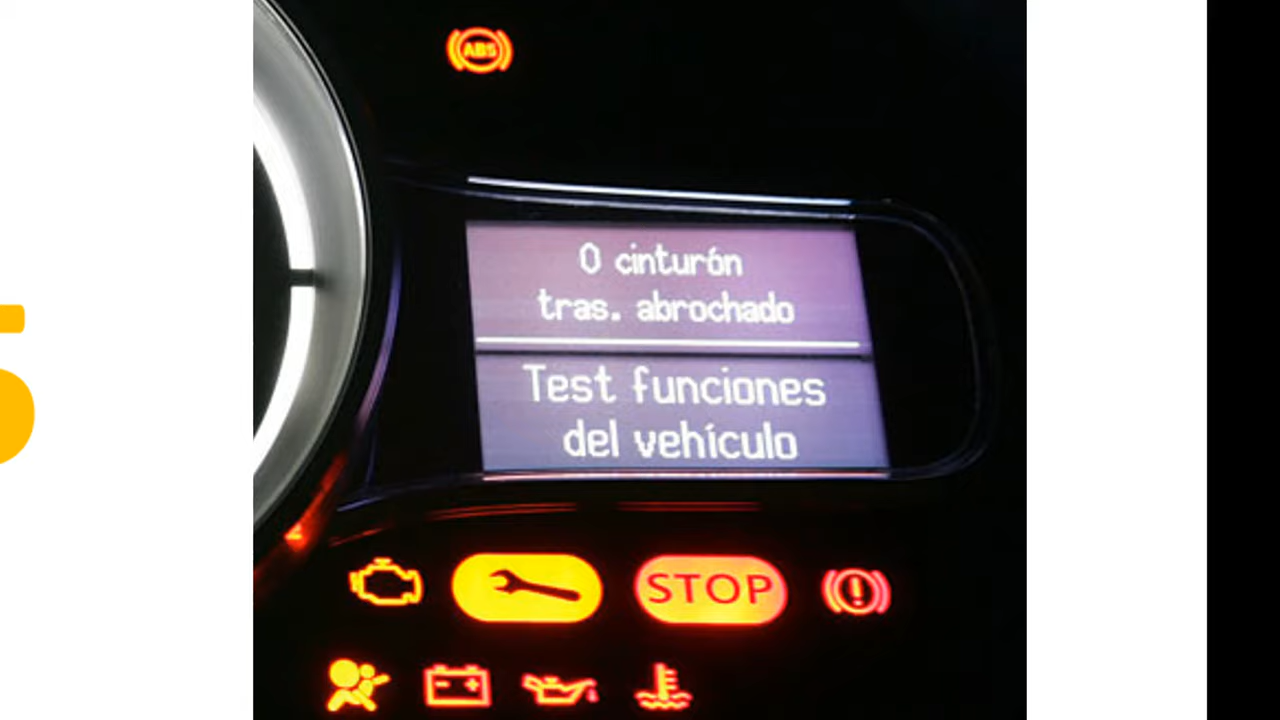 ABS
0 cinturón
tras. abrochado
Test funciones
del vehículo
STOP